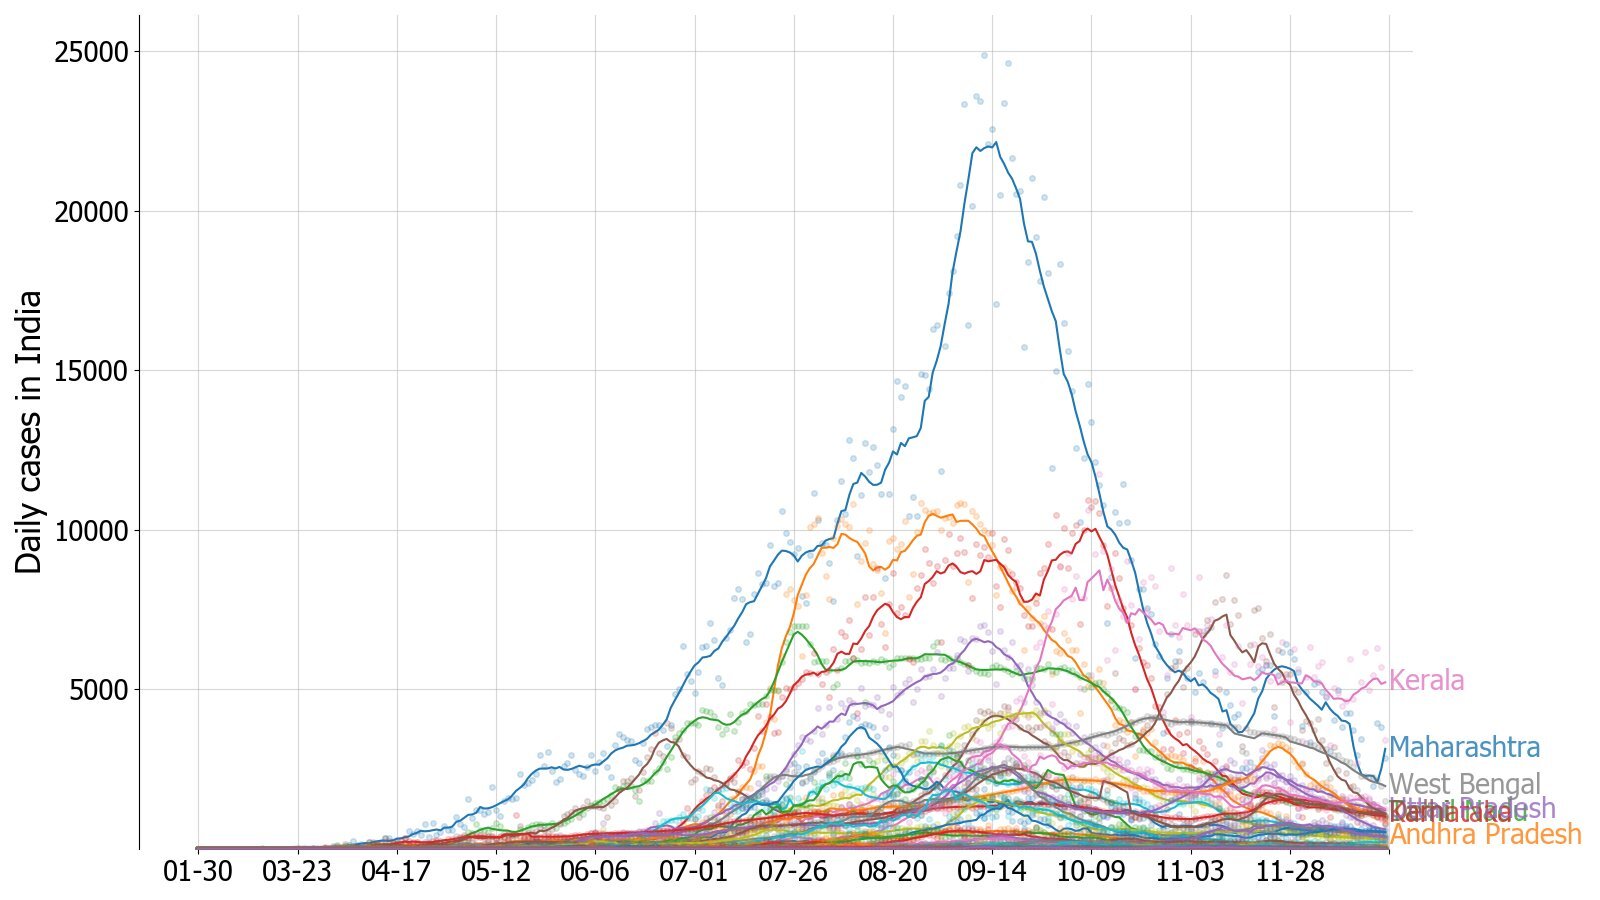 Daily cases in India
25000
20000
15000
10000
5000
01-30 03-23 04-17 05-12 06-06 07-01 07-26 08-20 09-14 10-09 11-03 11-28
Kerala
Maharashtra
West Bengal
Uttar Pradesh
Andhra Pradesh